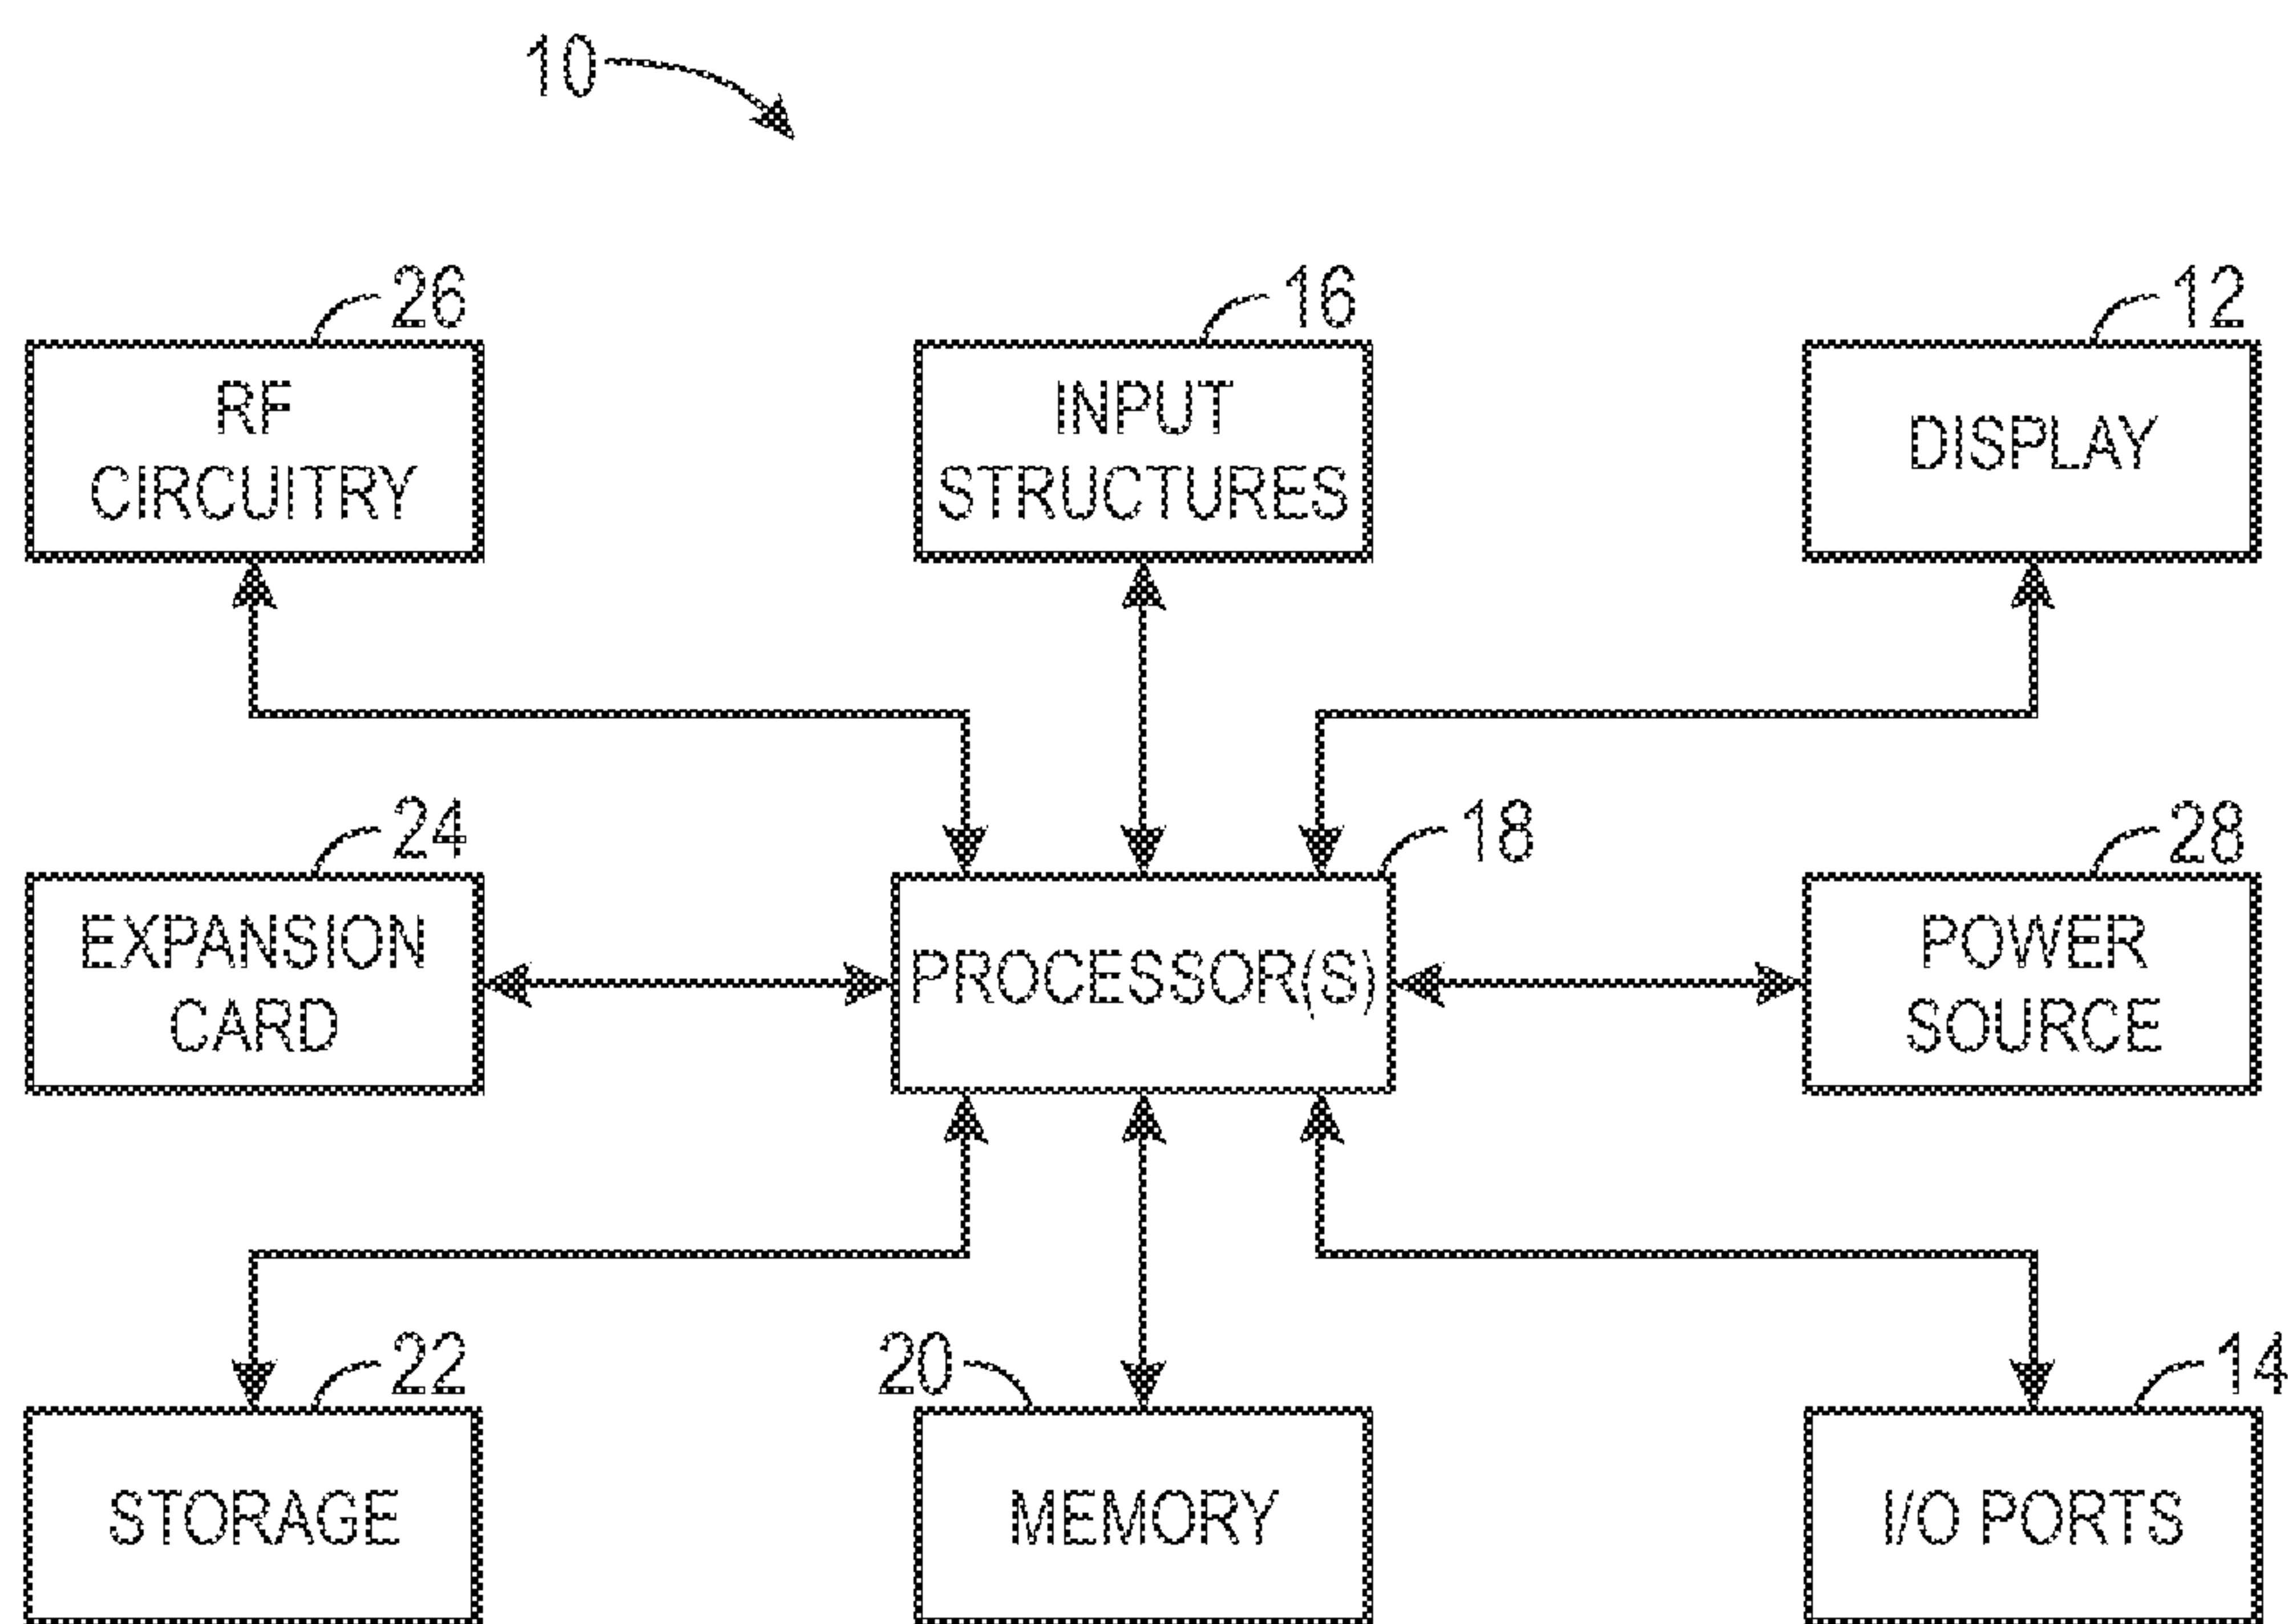 10
26
16
12
RF
CIRCUITRY
INPUT
STRUCTURES
DISPLAY
24
18
28
EXPANSION
CARD
PROCESSOR(S)
POWER
SOURCE
22
20
14
STORAGE
MEMORY
I/O PORTS